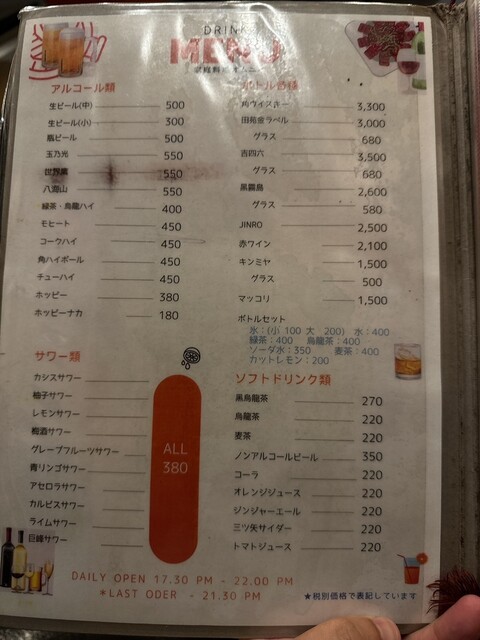 DRINK
MENU
アルコール類
生ビール(中) 500
生ビール(小) 300
瓶ビール 500
玉乃光 550
世界鷹 550
八海山 550
緑茶・烏龍ハイ 400
モヒート 450
コークハイ 450
角ハイボール 450
チューハイ 450
ホッピー 380
ホッピーナカ 180
サワー類
カシスサワー
柚子サワー
レモンサワー
梅酒サワー
グレープフルーツサワー
青リンゴサワー
アセロラサワー
カルピスサワー
ライムサワー
巨峰サワー
ALL
380
ボトル各種
角ウイスキー 3,300
田苑金ラベル 3,000
グラス 680
吉四六 3,500
グラス 680
黒霧島 2,600
グラス 580
JINRO 2,500
赤ワイン 2,100
キンミヤ 1,500
グラス 500
マッコリ 1,500
ボトルセット
氷:(小 100 大 200) 水:400
緑茶:400 烏龍茶:400
ソーダ水:350 麦茶:400
カットレモン:200
ソフトドリンク類
黒烏龍茶 270
烏龍茶 220
麦茶 220
ノンアルコールビール 350
コーラ 220
オレンジジュース 220
ジンジャーエール 220
三ツ矢サイダー 220
トマトジュース 220
DAILY OPEN 17.30 PM - 22.00 PM
*LAST ODER - 21.30 PM
★税別価格で表記しています